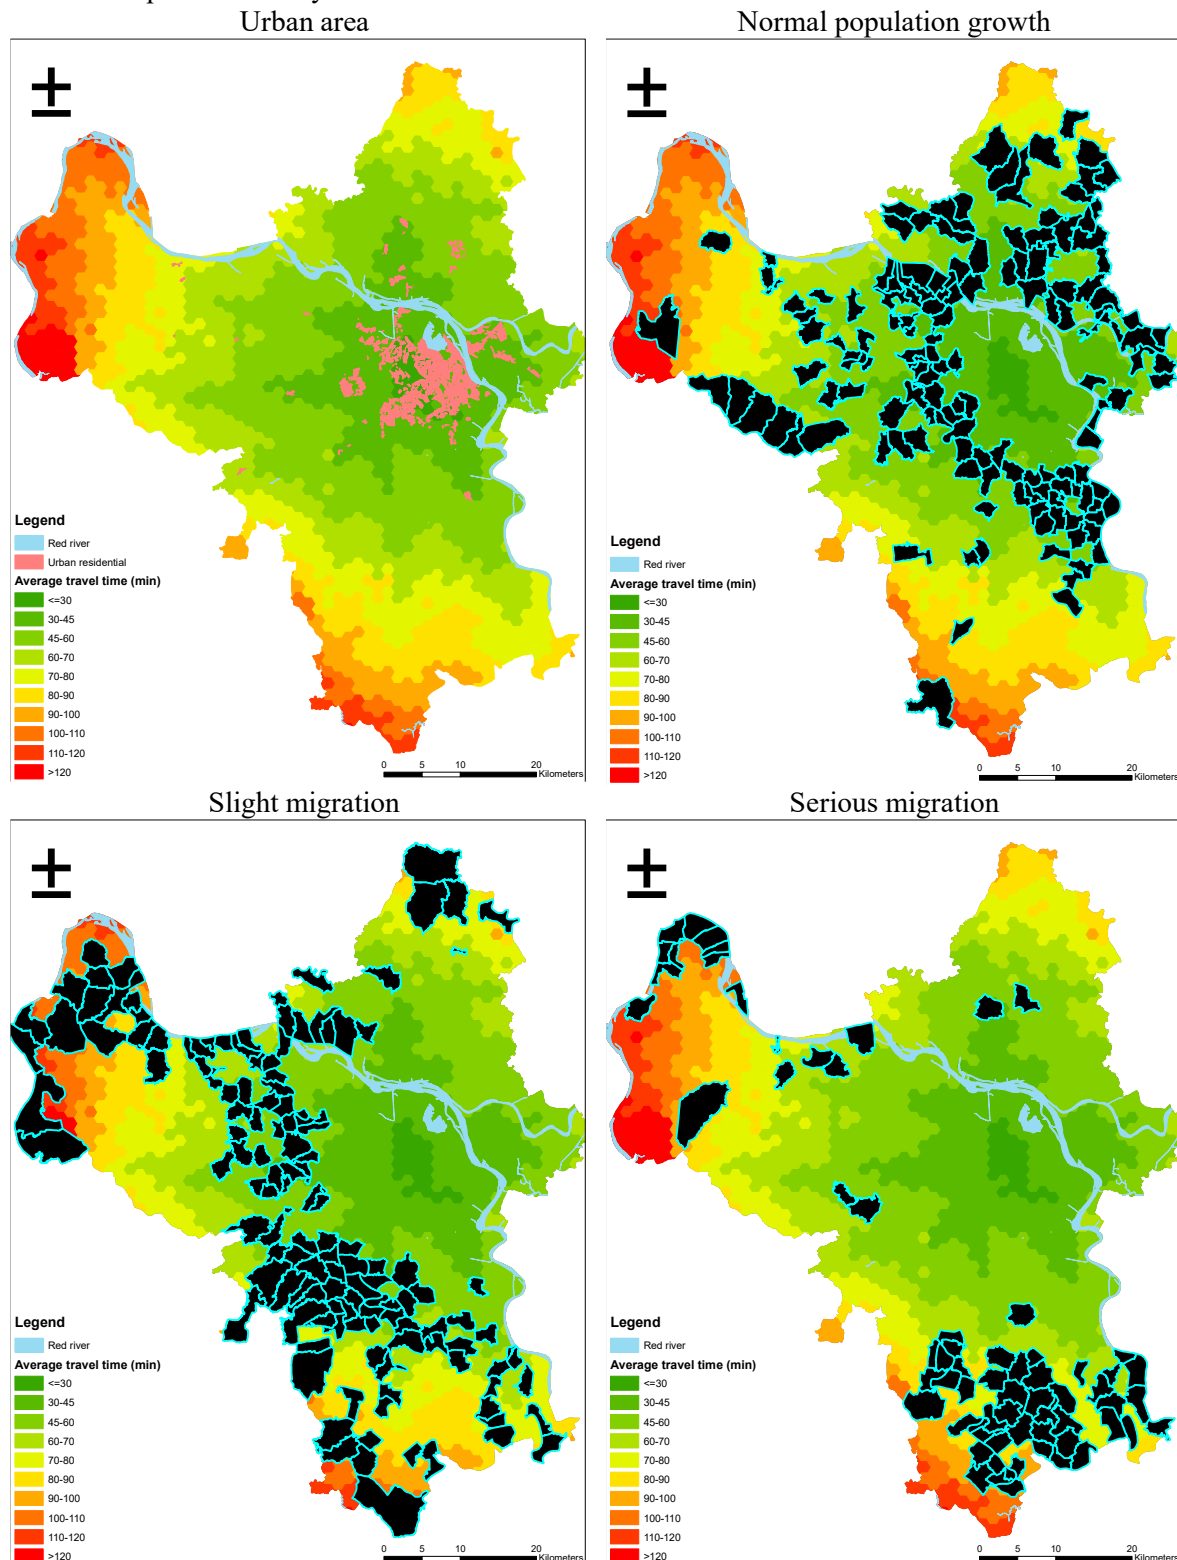 Urban area
Legend
Red river
Urban residential
Average travel time (min)
<=30
30-45
45-60
60-70
70-80
80-90
90-100
100-110
110-120
>120
0 5 10 20
Kilometers
Normal population growth
Legend
Red river
Average travel time (min)
<=30
30-45
45-60
60-70
70-80
80-90
90-100
100-110
110-120
>120
0 5 10 20
Kilometers
Slight migration
Legend
Red river
Average travel time (min)
<=30
30-45
45-60
60-70
70-80
80-90
90-100
100-110
110-120
>120
0 5 10 20
Kilometers
Serious migration
Legend
Red river
Average travel time (min)
<=30
30-45
45-60
60-70
70-80
80-90
90-100
100-110
110-120
>120
0 5 10 20
Kilometers